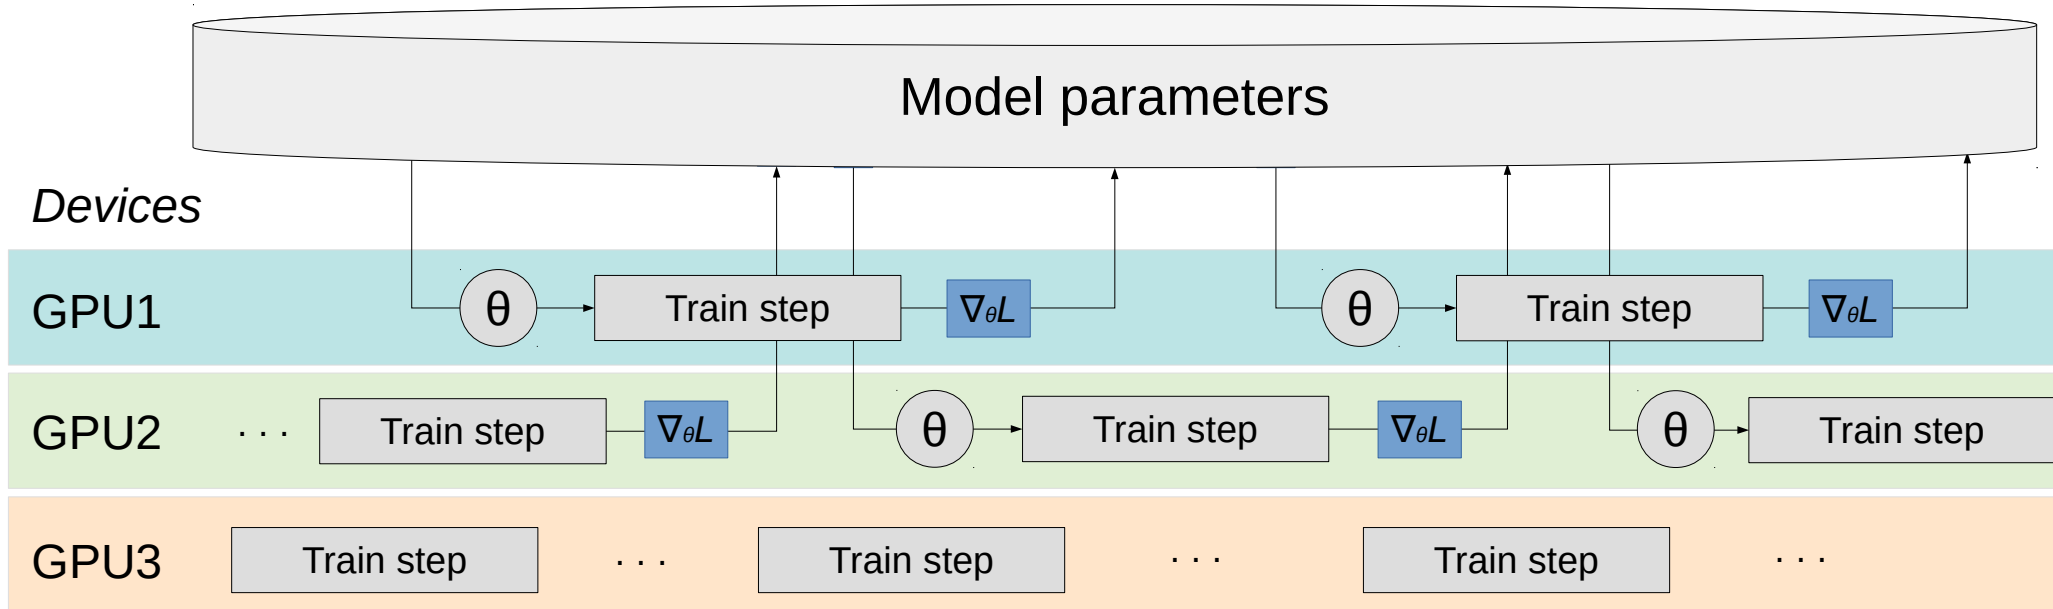 Model parameters
Devices
GPU1 θ Train step ∇θL θ Train step ∇θL
GPU2 · · · Train step ∇θL θ Train step ∇θL θ Train step
GPU3 Train step · · · Train step · · · Train step · · ·